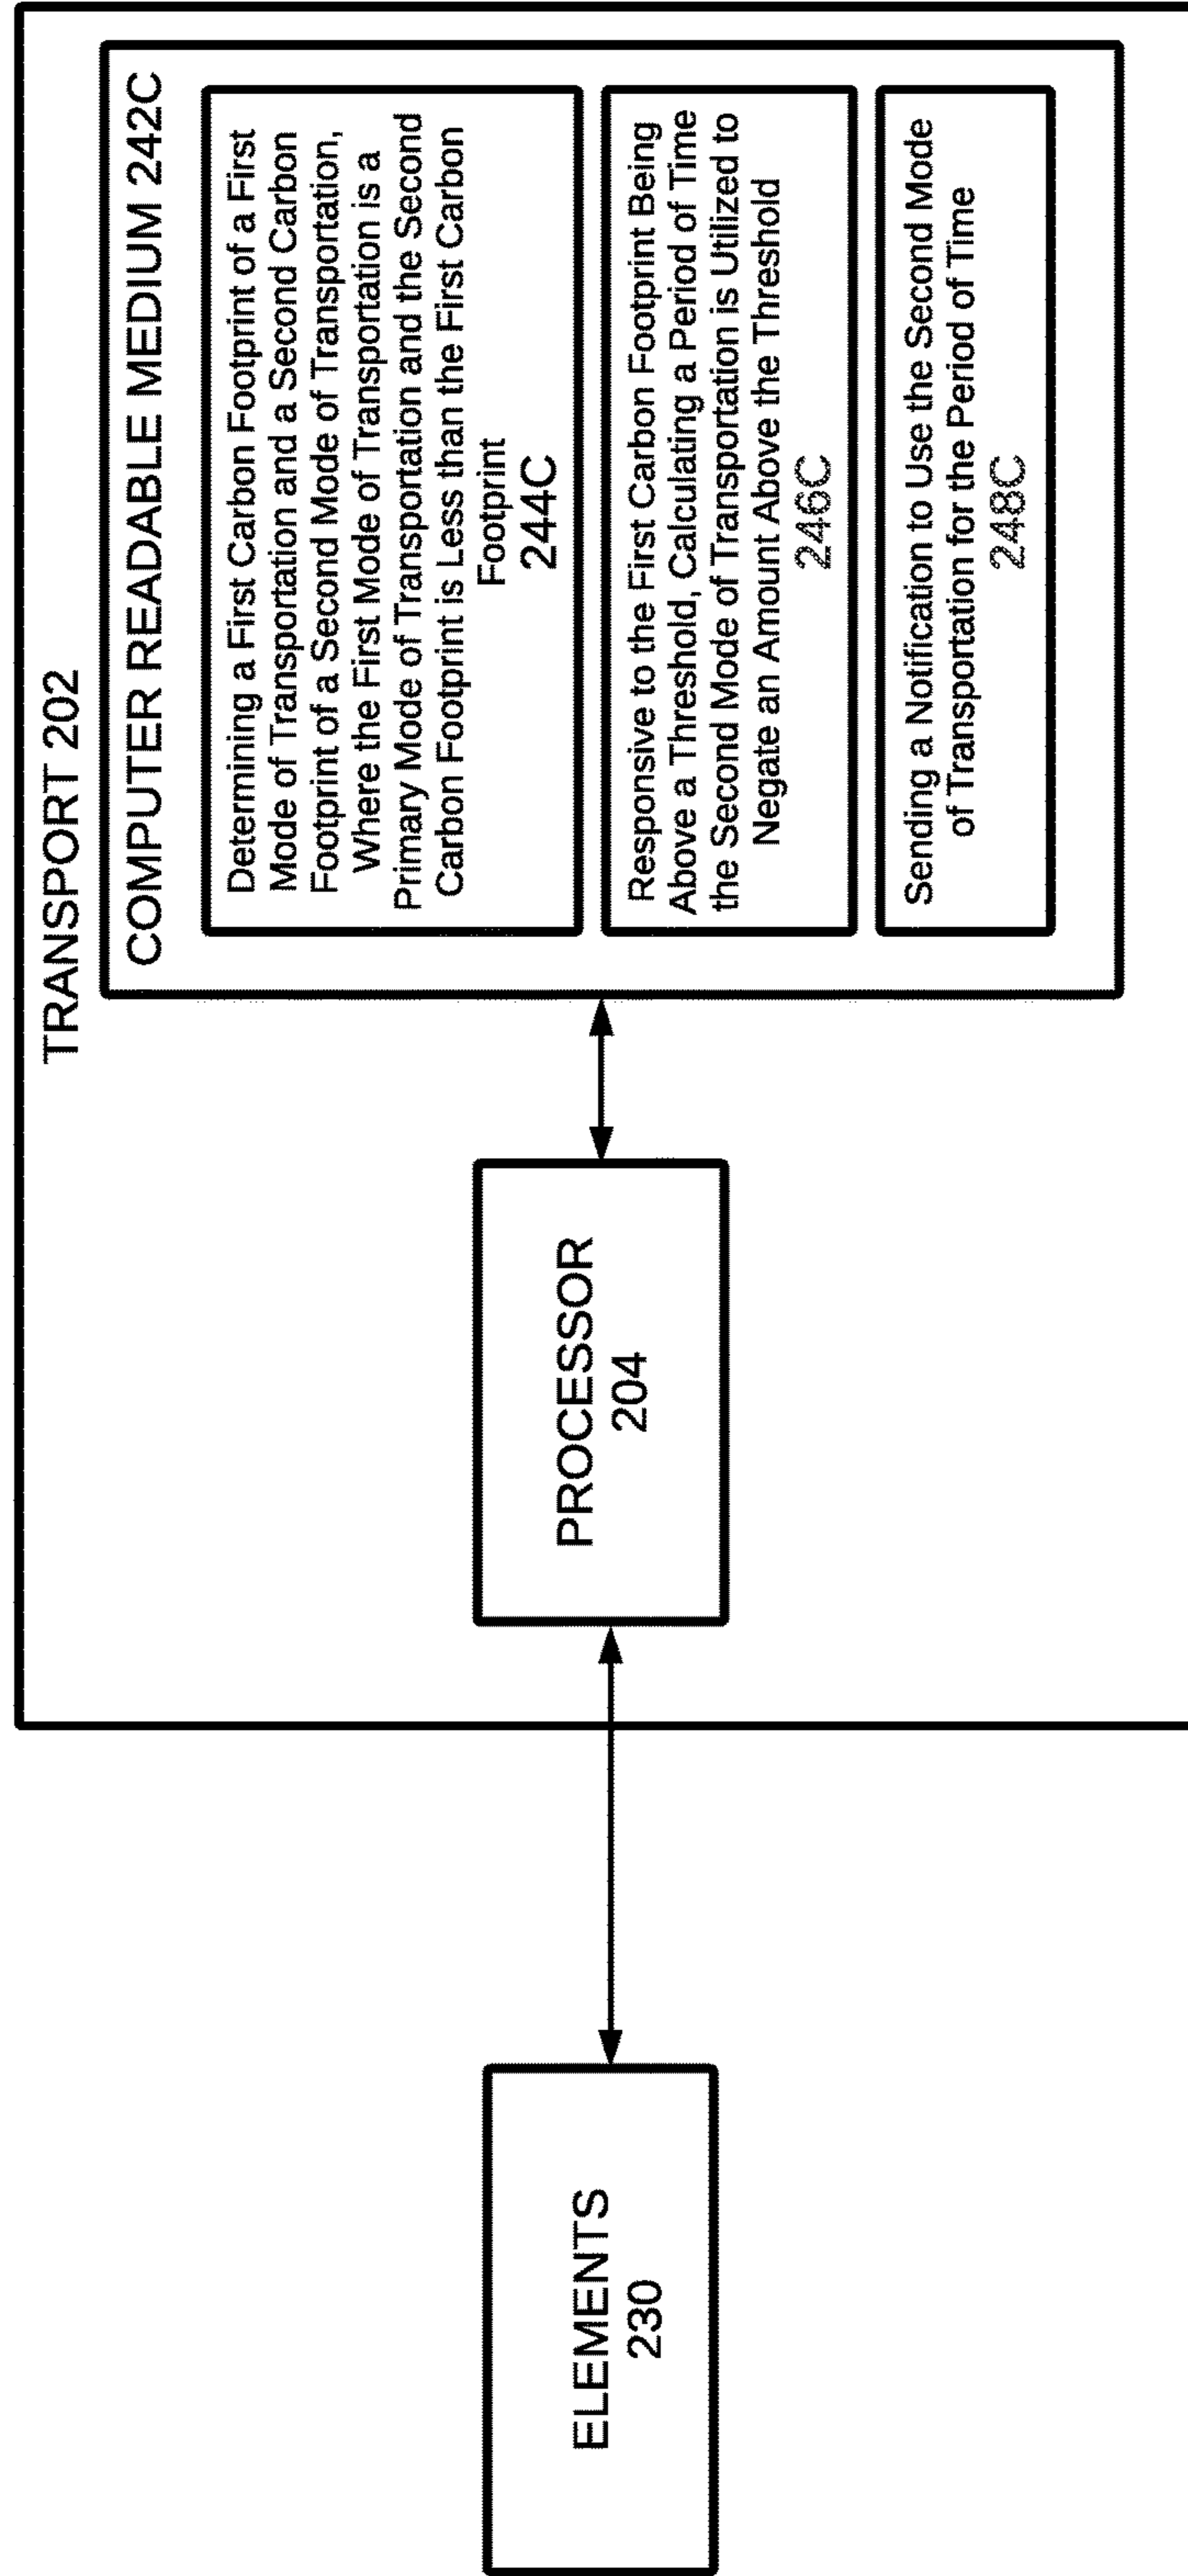 TRANSPORT 202
COMPUTER READABLE MEDIUM 242C
Determining a First Carbon Footprint of a First
Mode of Transportation and a Second Carbon
Footprint of a Second Mode of Transportation,
Where the First Mode of Transportation is a
Primary Mode of Transportation and the Second
Carbon Footprint is Less than the First Carbon
Footprint
244C
Responsive to the First Carbon Footprint Being
Above a Threshold, Calculating a Period of Time
the Second Mode of Transportation is Utilized to
Negate an Amount Above the Threshold
246C
Sending a Notification to Use the Second Mode
of Transportation for the Period of Time
248C
PROCESSOR
204
ELEMENTS
230